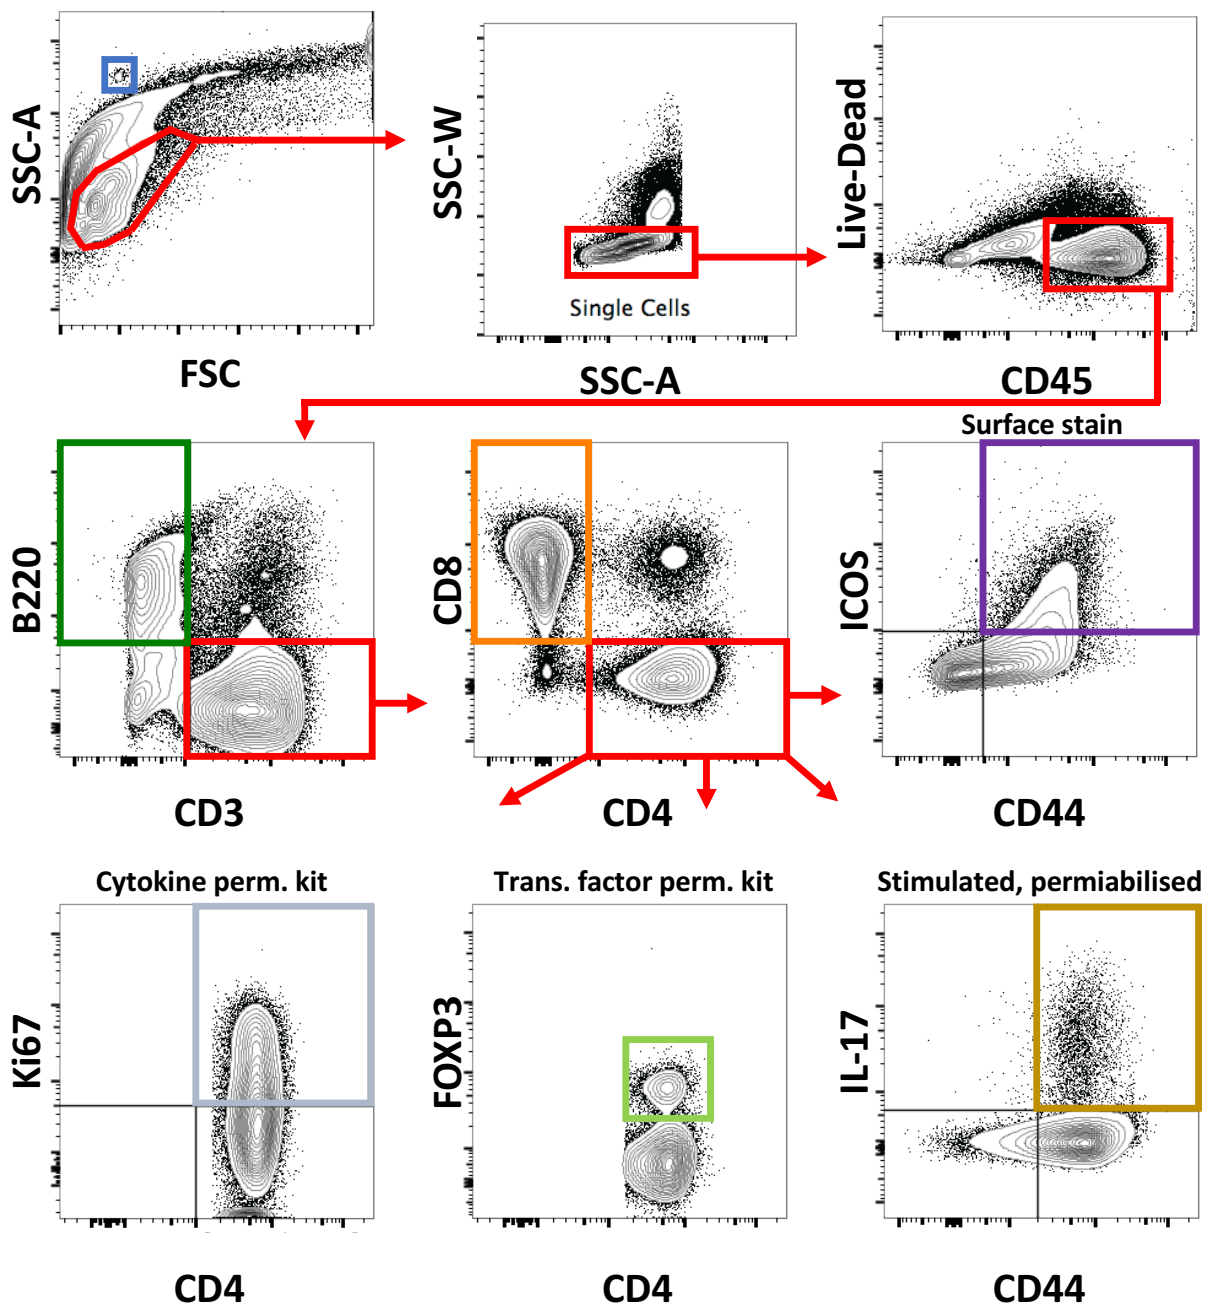 SSC-A
FSC
SSC-W
Single Cells
SSC-A
Live-Dead
CD45
B220
CD3
CD8
CD4
Surface stain
ICOS
CD44
Cytokine perm. kit
Ki67
CD4
Trans. factor perm. kit
FOXP3
CD4
Stimulated, permiabilised
IL-17
CD44